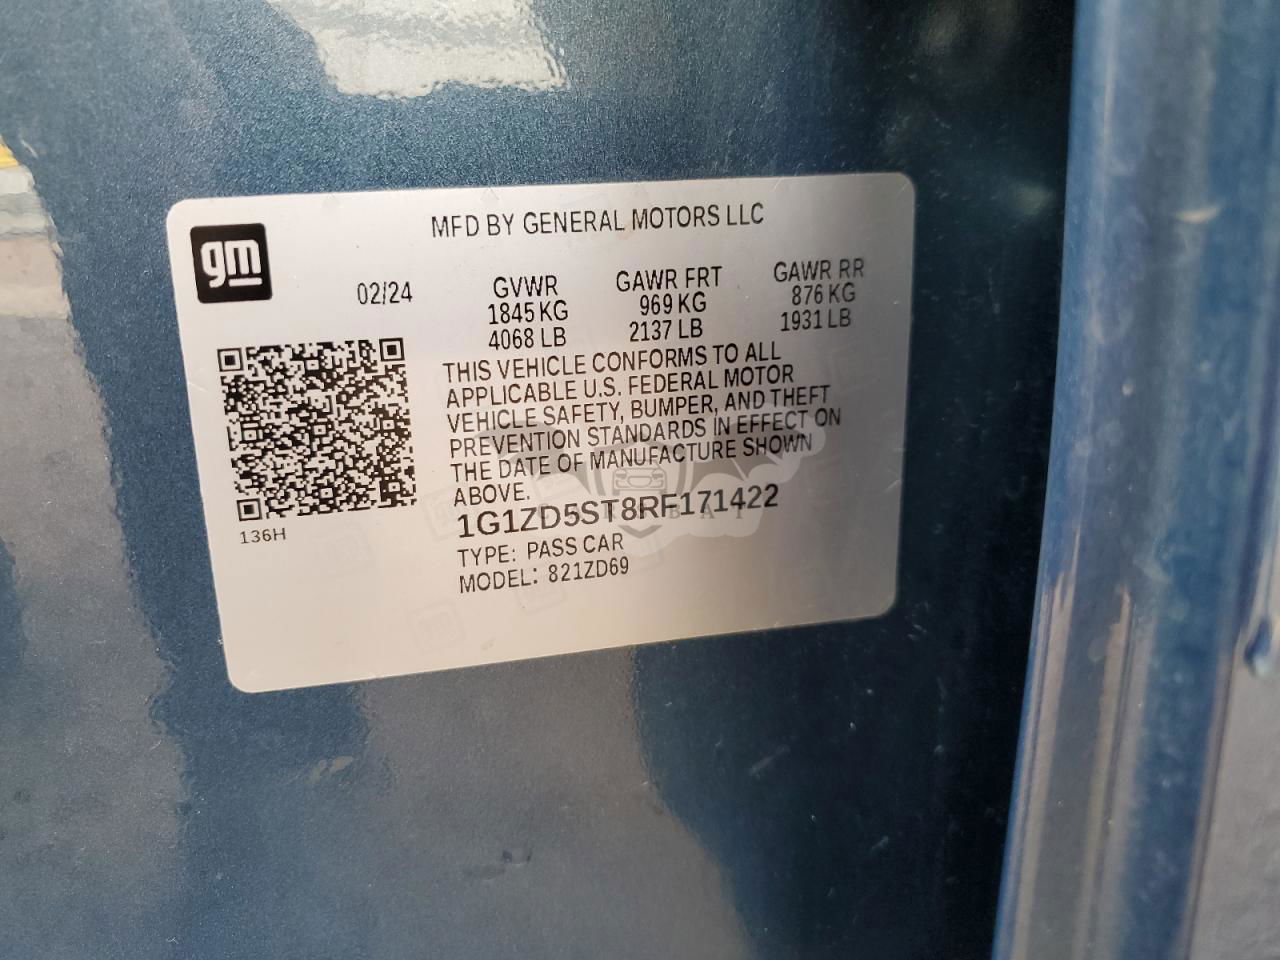 MFD BY GENERAL MOTORS LLC
gm
02/24
GVWR
1845 KG
4068 LB
GAWR FRT
969 KG
2137 LB
GAWR RR
876 KG
1931 LB
THIS VEHICLE CONFORMS TO ALL
APPLICABLE U.S. FEDERAL MOTOR
VEHICLE SAFETY, BUMPER, AND THEFT
PREVENTION STANDARDS IN EFFECT ON
THE DATE OF MANUFACTURE SHOWN
ABOVE.
1G1ZD5ST8RF171422
TYPE: PASS CAR
MODEL: 821ZD69
136H